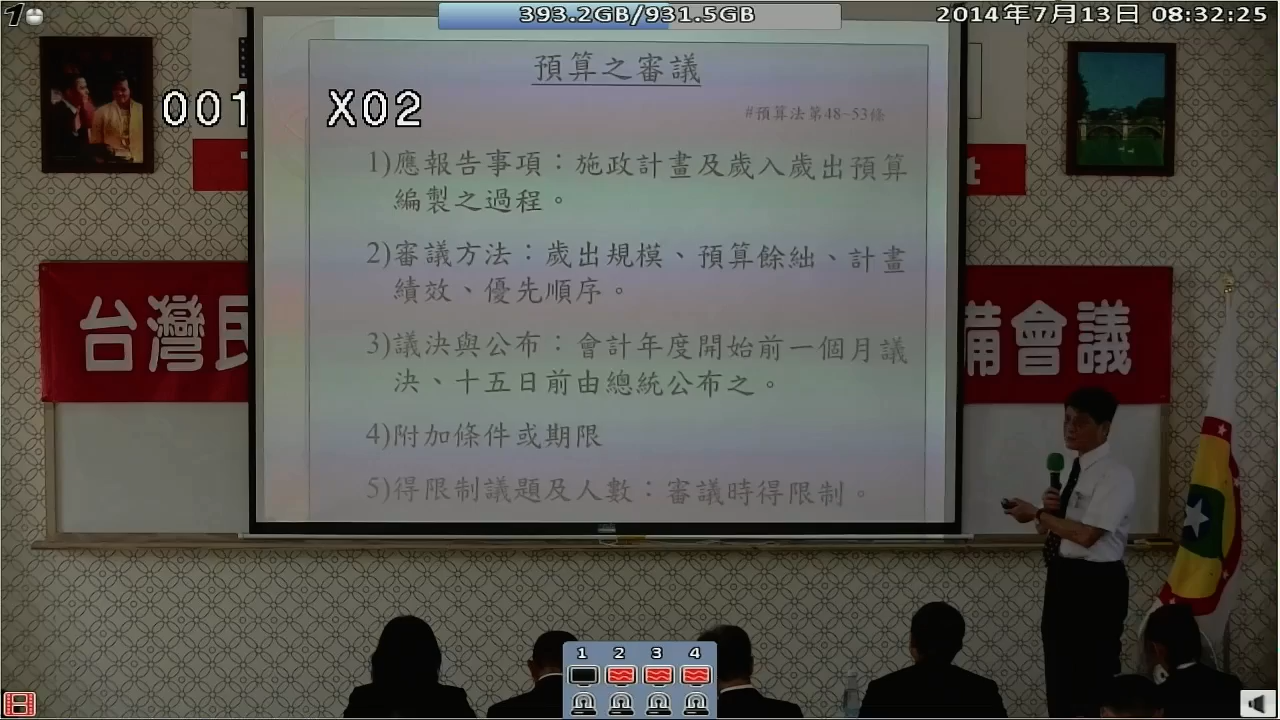 1
393.2GB/931.5GB
2014年7月13日 08:32:25
001
X02
預算之審議
#預算法第48-53條
1)應報告事項：施政計畫及歲入歲出預算
編製之過程。
2)審議方法：歲出規模、預算餘絀、計畫
績效、優先順序。
3)議決與公布：會計年度開始前一個月議
決、十五日前由總統公布之。
4)附加條件或期限
5)得限制議題及人數：審議時得限制。
t
台灣民
備會議
1 2 3 4